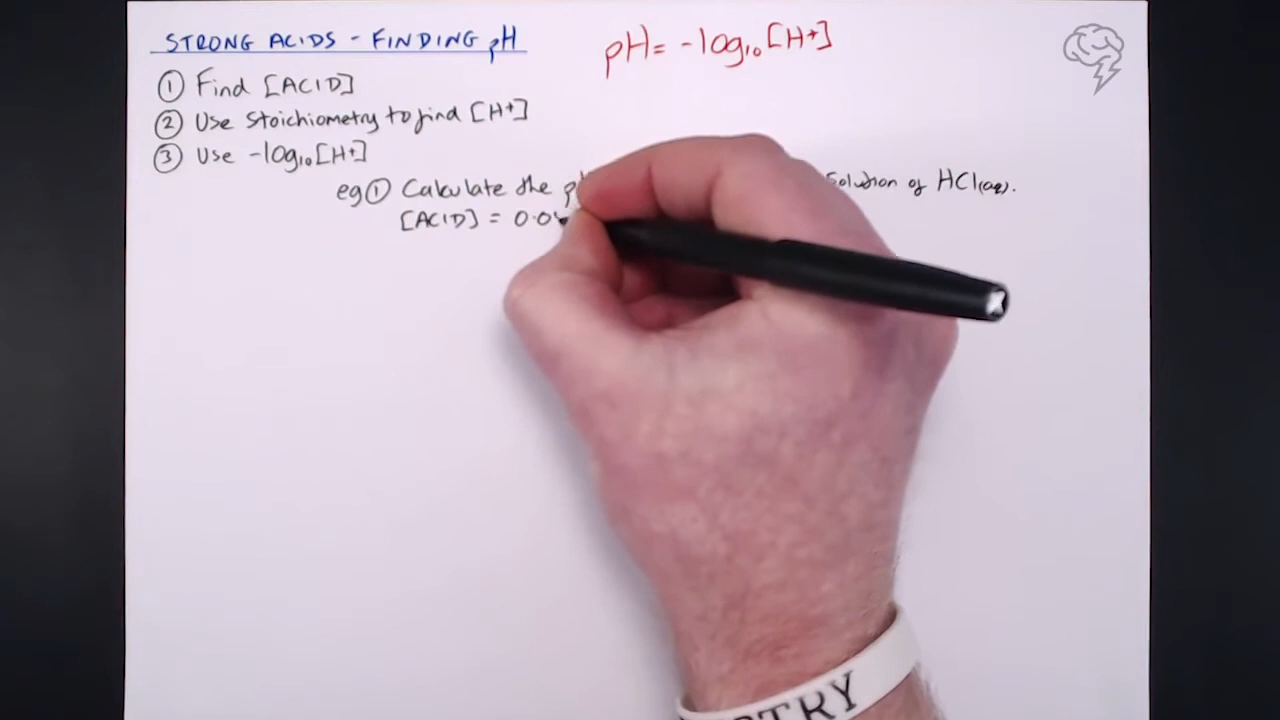 STRONG ACIDS - FINDING pH
pH = -log₁₀[H+]
① Find [ACID]
② Use Stoichiometry to find [H+]
③ Use -log₁₀[H+]
eg① Calculate the solution of HCl(aq).
[ACID] = 0.0
TRY